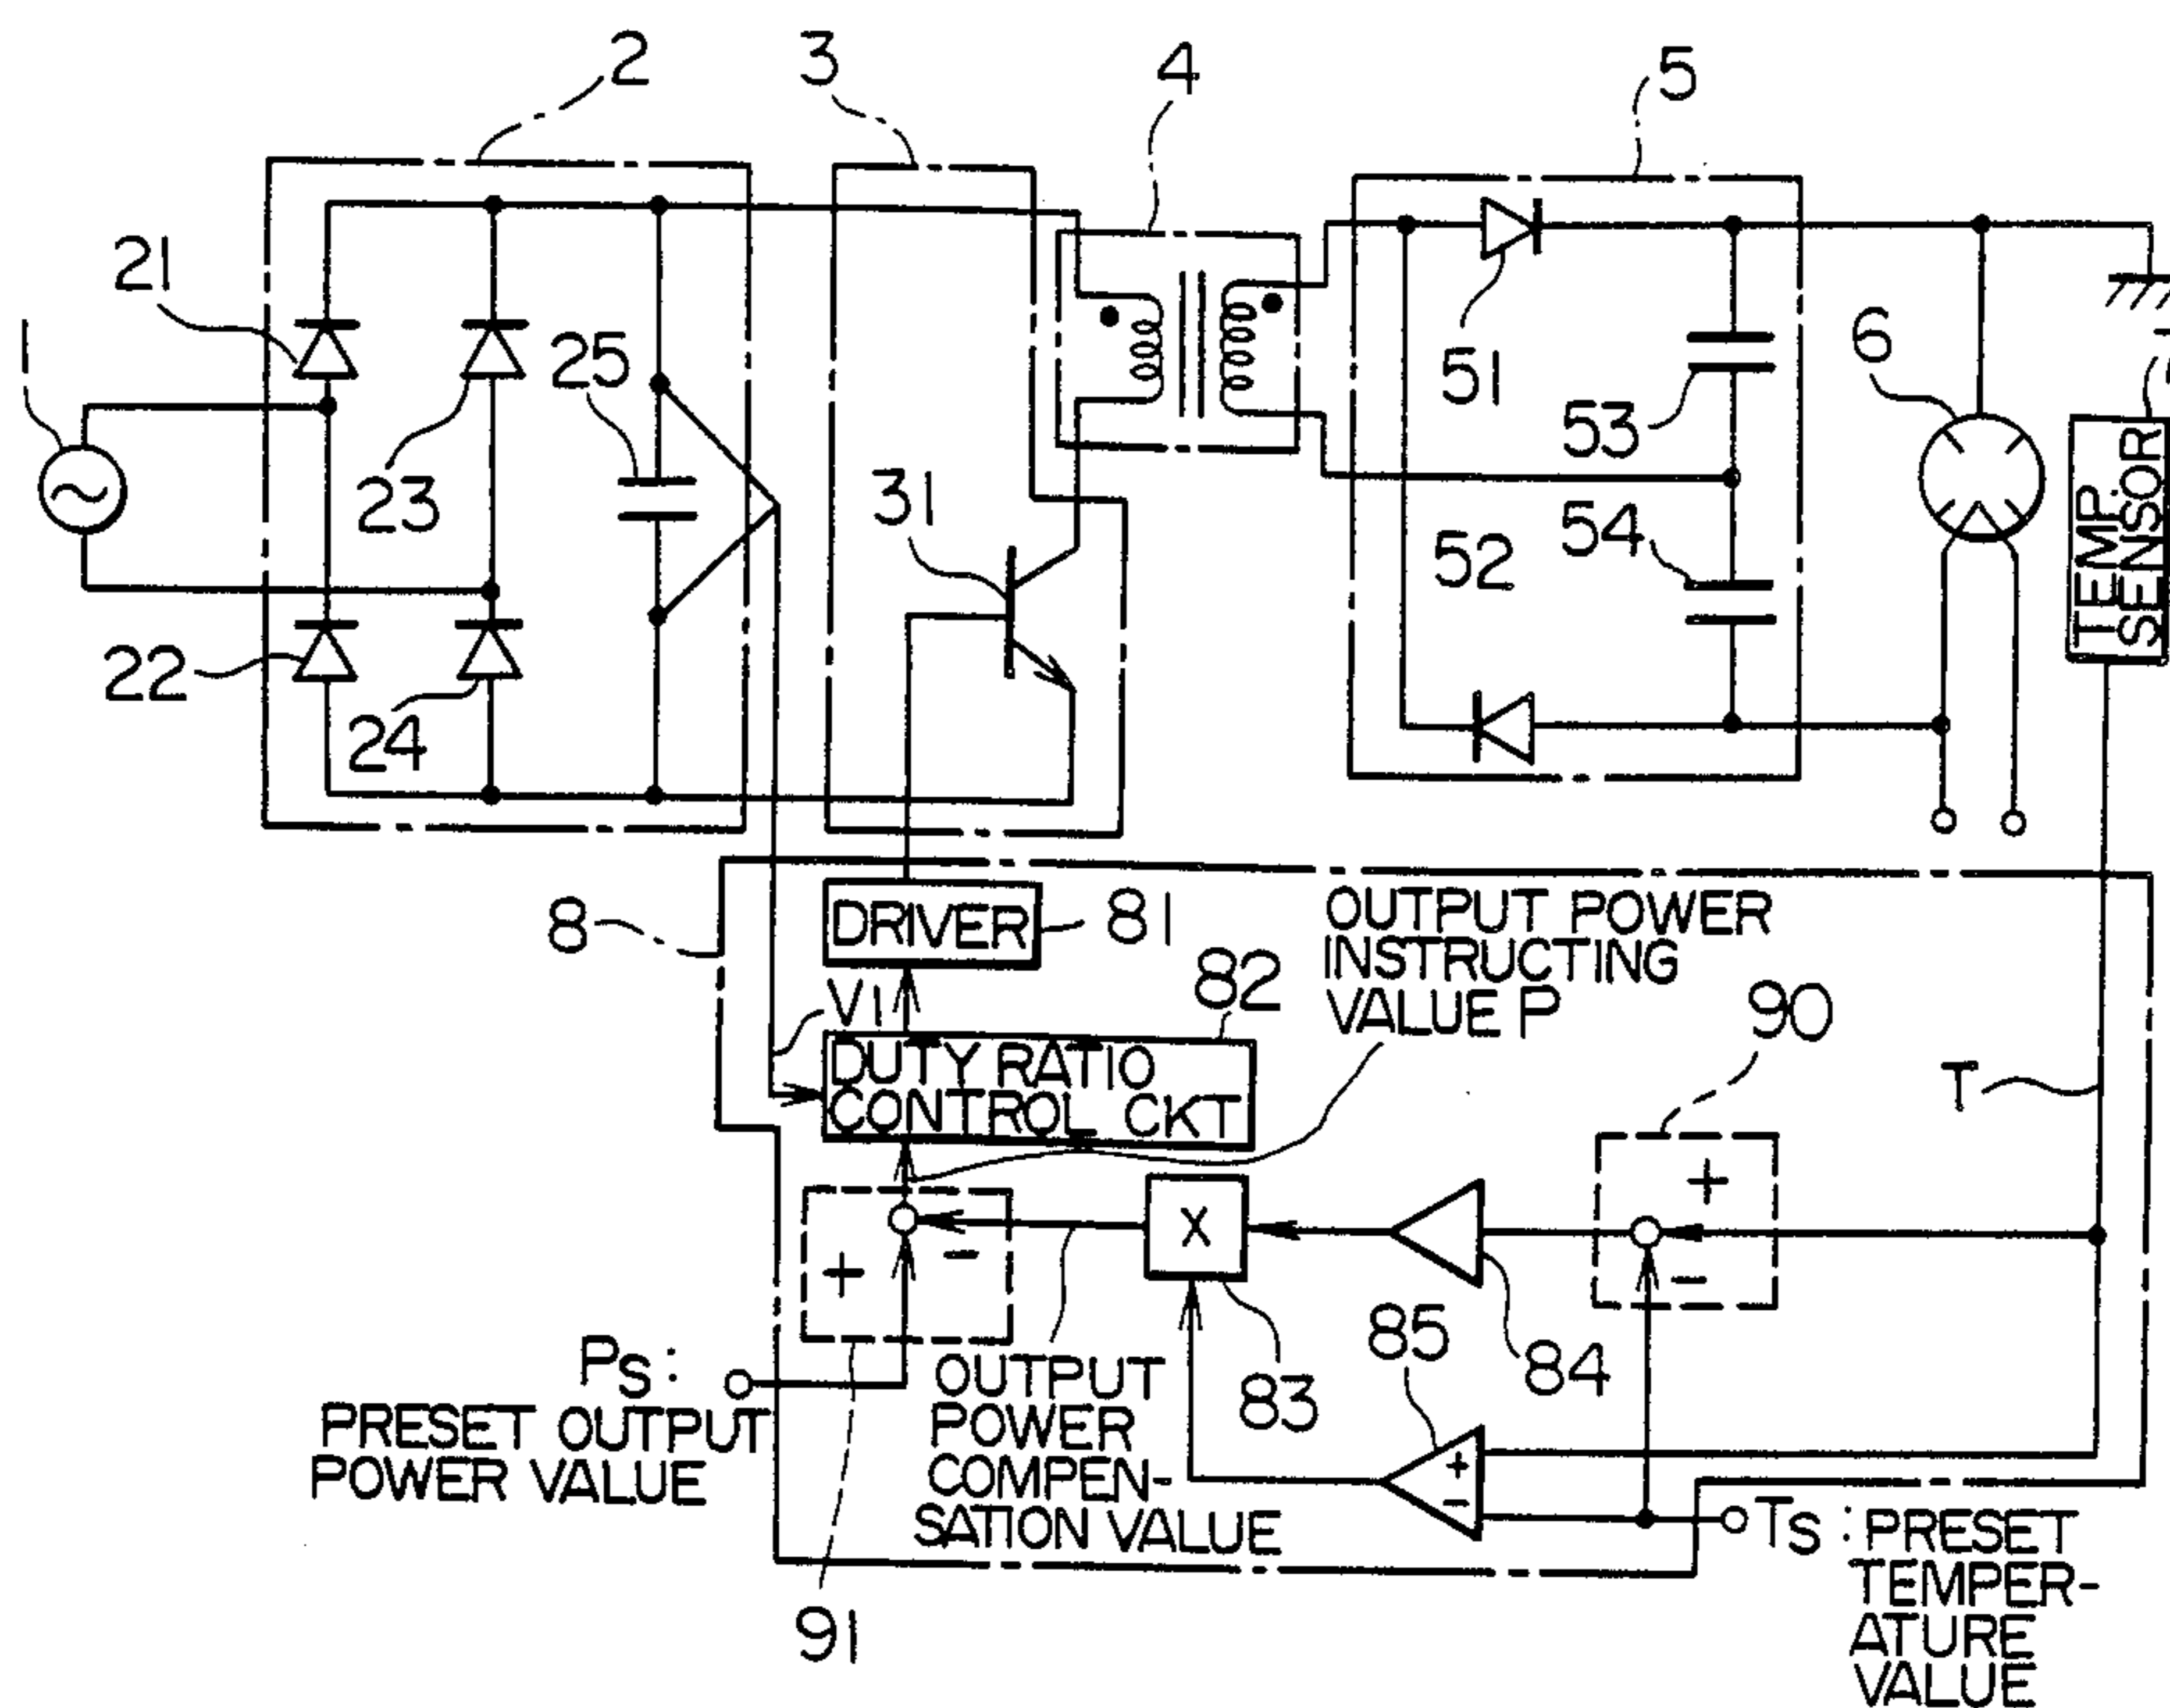 2
3
4
5
21
1
25
23
51
53
6
TEMP.
SENSOR
31
52
54
22
24
8
DRIVER
81
OUTPUT POWER
INSTRUCTING
VALUE P
V1
82
90
DUTY RATIO
CONTROL CKT
T
+
X
+
-
-
85
84
83
PS :
PRESET OUTPUT
POWER VALUE
OUTPUT
POWER
COMPEN-
SATION VALUE
+
-
TS : PRESET
TEMPER-
ATURE
VALUE
91